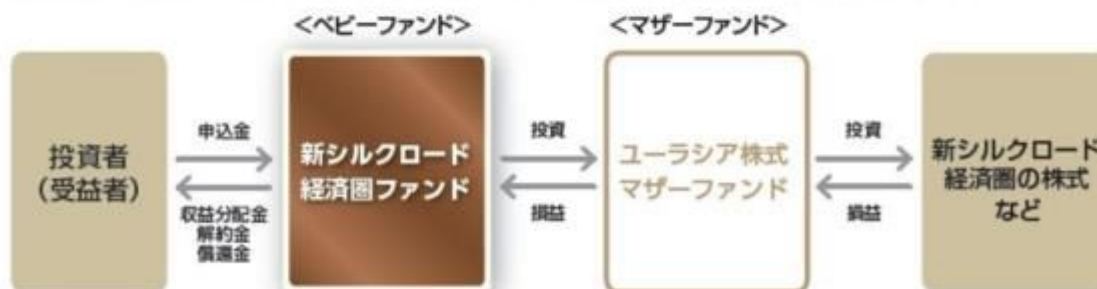 <ベビーファンド>
<マザーファンド>
投資者
(受益者)
申込金
収益分配金
解約金
償還金
新シルクロード
経済圏ファンド
投資
損益
ユーラシア株式
マザーファンド
投資
損益
新シルクロード
経済圏の株式
など